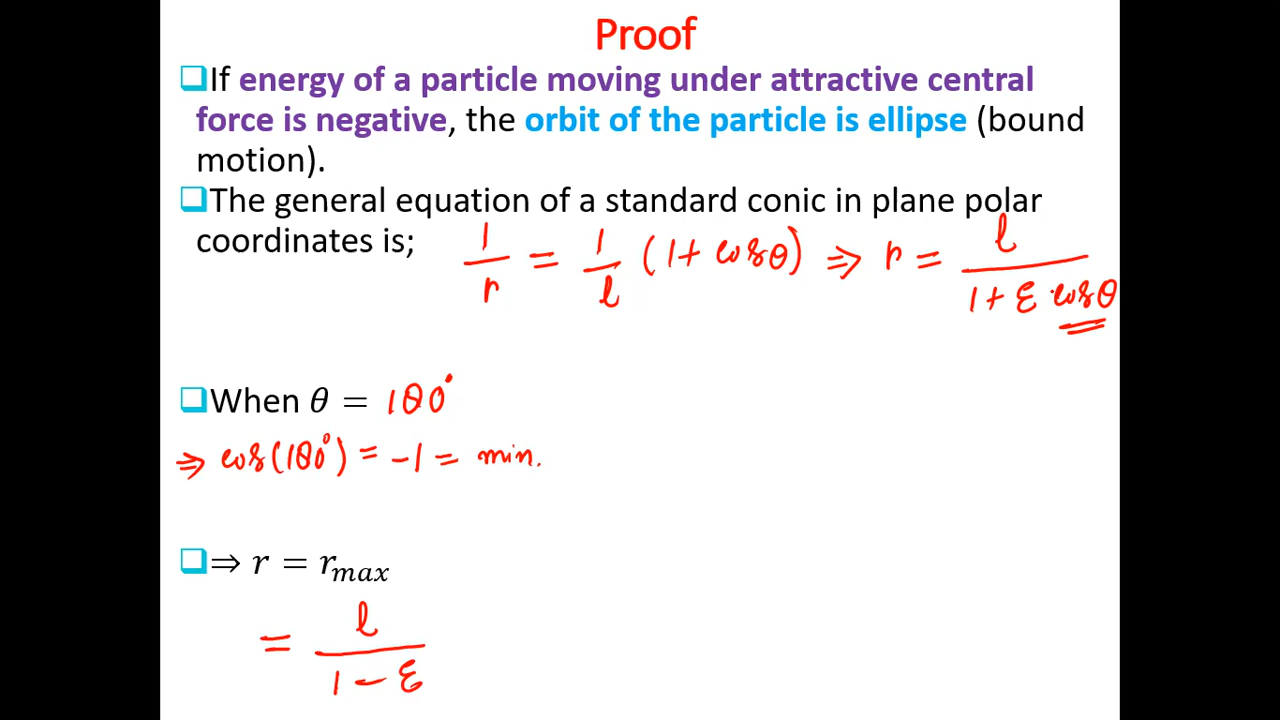 Proof
❑If energy of a particle moving under attractive central
force is negative, the orbit of the particle is ellipse (bound
motion).
❑The general equation of a standard conic in plane polar
coordinates is; 1/r = 1/l (1 + cosθ) ⇒ r = l/(1 + ε cosθ)
❑When θ = 180°
⇒ cos(180°) = -1 = min.
❑⇒ r = rmax
= l/(1 - ε)